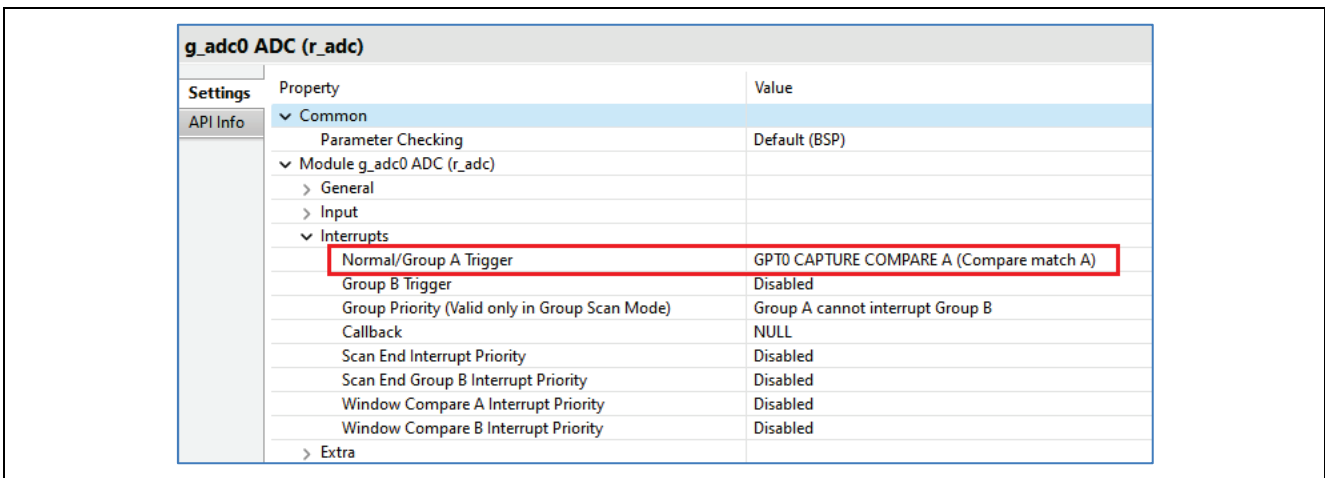 g_adc0 ADC (r_adc)
Settings
API Info
Property Value
Common
Parameter Checking Default (BSP)
Module g_adc0 ADC (r_adc)
General
Input
Interrupts
Normal/Group A Trigger GPT0 CAPTURE COMPARE A (Compare match A)
Group B Trigger Disabled
Group Priority (Valid only in Group Scan Mode) Group A cannot interrupt Group B
Callback NULL
Scan End Interrupt Priority Disabled
Scan End Group B Interrupt Priority Disabled
Window Compare A Interrupt Priority Disabled
Window Compare B Interrupt Priority Disabled
Extra